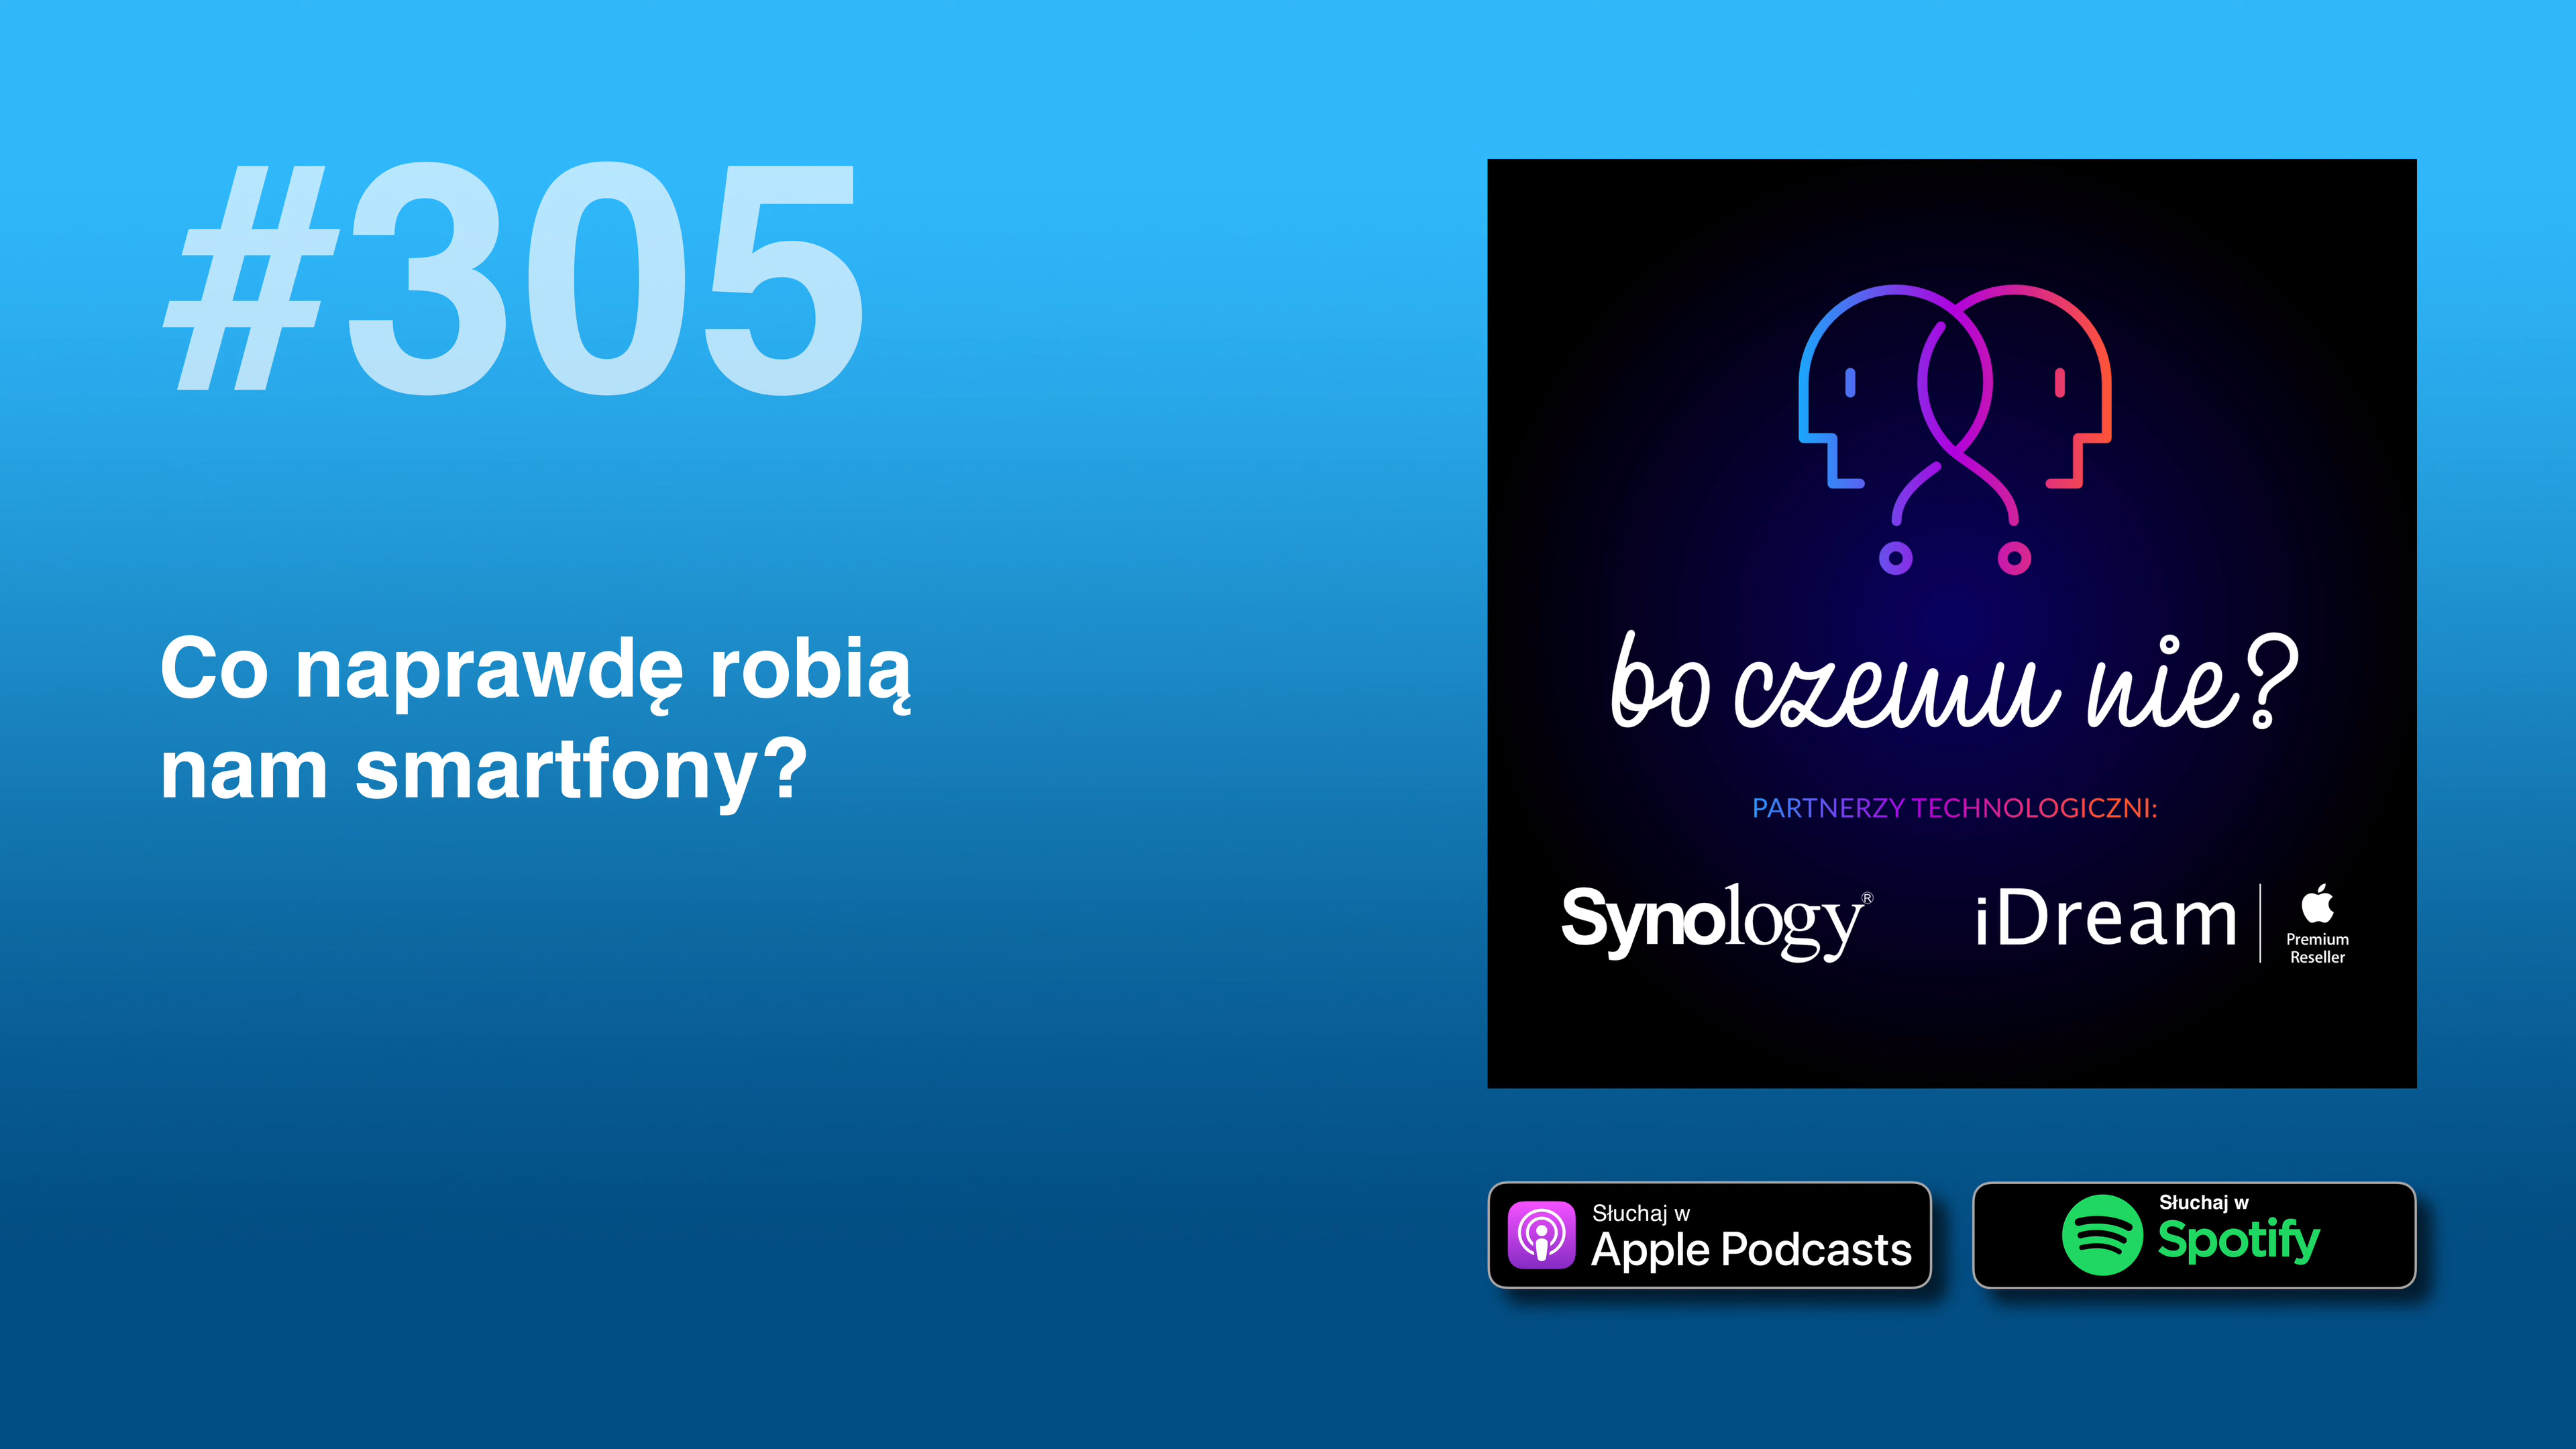 #305
Co naprawdę robią
nam smartfony?
bo czemu nie?
PARTNERZY TECHNOLOGICZNI:
Synology®
iDream
Premium
Reseller
Słuchaj w
Apple Podcasts
Słuchaj w
Spotify